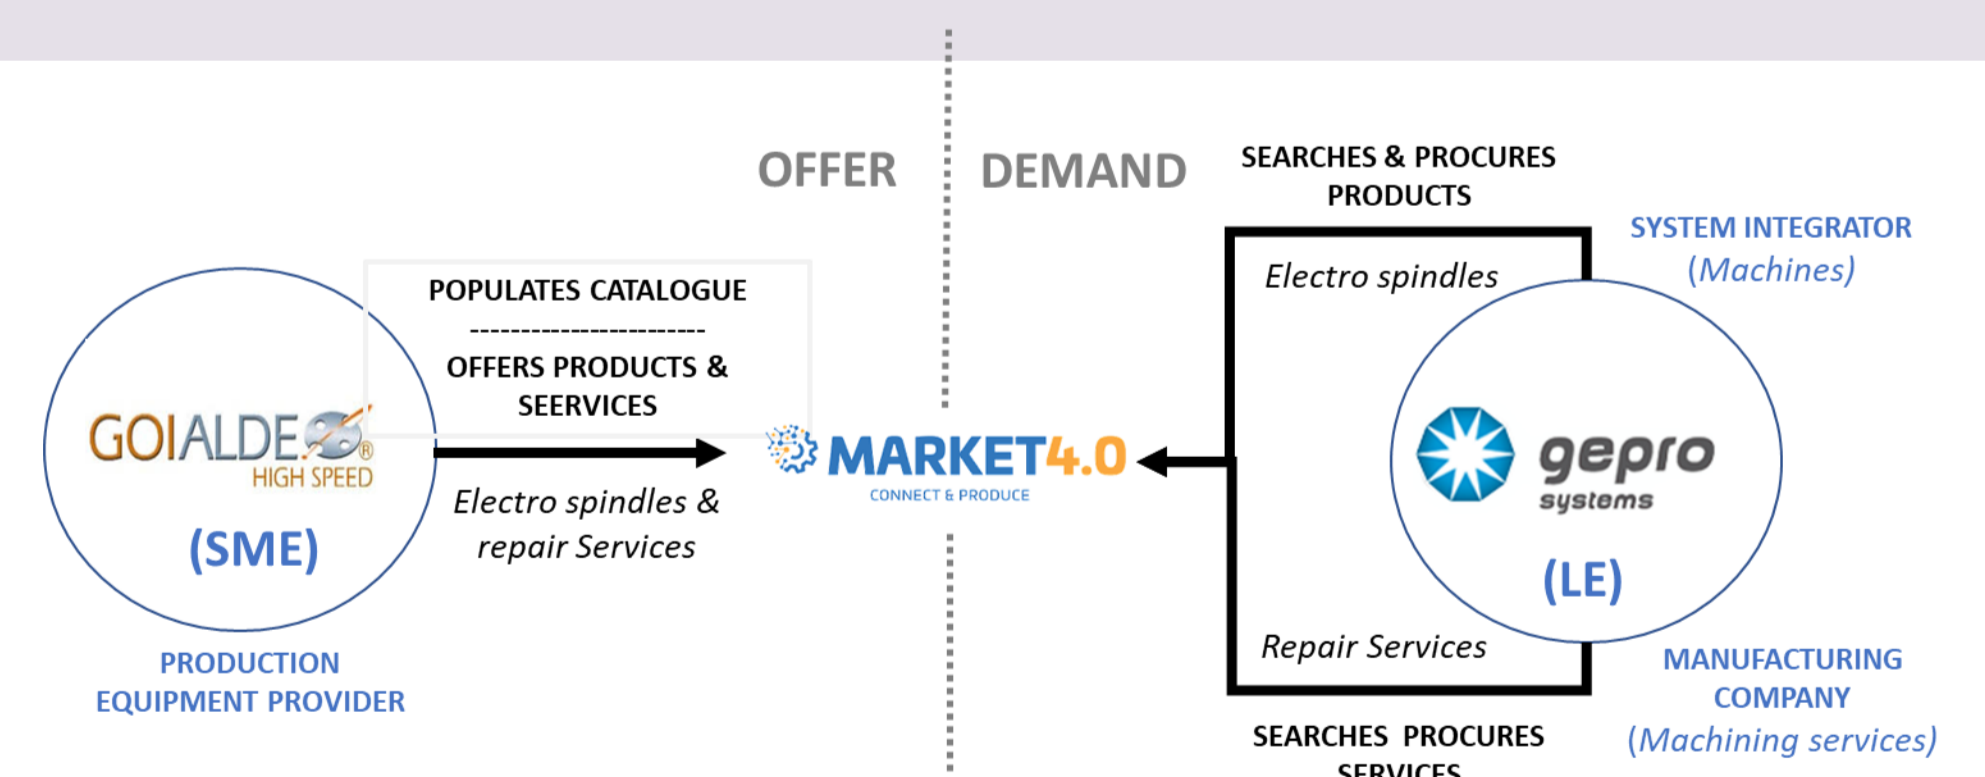 OFFER
DEMAND
SEARCHES & PROCURES
PRODUCTS
SYSTEM INTEGRATOR
(Machines)
Electro spindles
POPULATES CATALOGUE
-----------------------
OFFERS PRODUCTS &
SEERVICES
GOIALDE®
HIGH SPEED
(SME)
PRODUCTION
EQUIPMENT PROVIDER
Electro spindles &
repair Services
MARKET4.0
CONNECT & PRODUCE
gepro
systems
(LE)
Repair Services
MANUFACTURING
COMPANY
(Machining services)
SEARCHES PROCURES
SERVICES